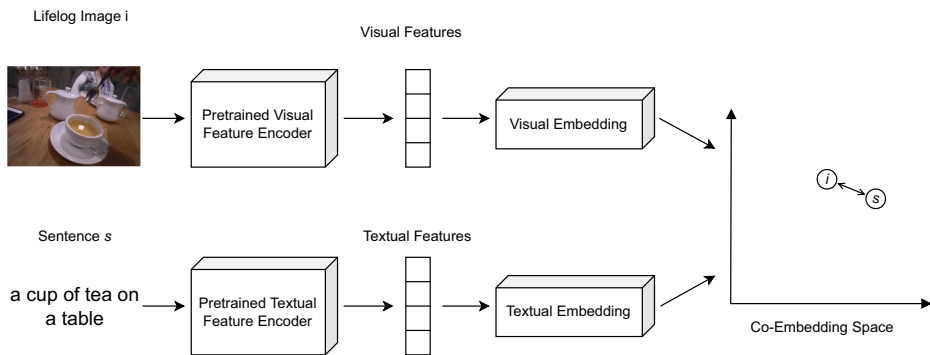 Lifelog Image i
Visual Features
Pretrained Visual
Feature Encoder
Visual Embedding
i
s
Sentence s
Textual Features
a cup of tea on
a table
Pretrained Textual
Feature Encoder
Textual Embedding
Co-Embedding Space